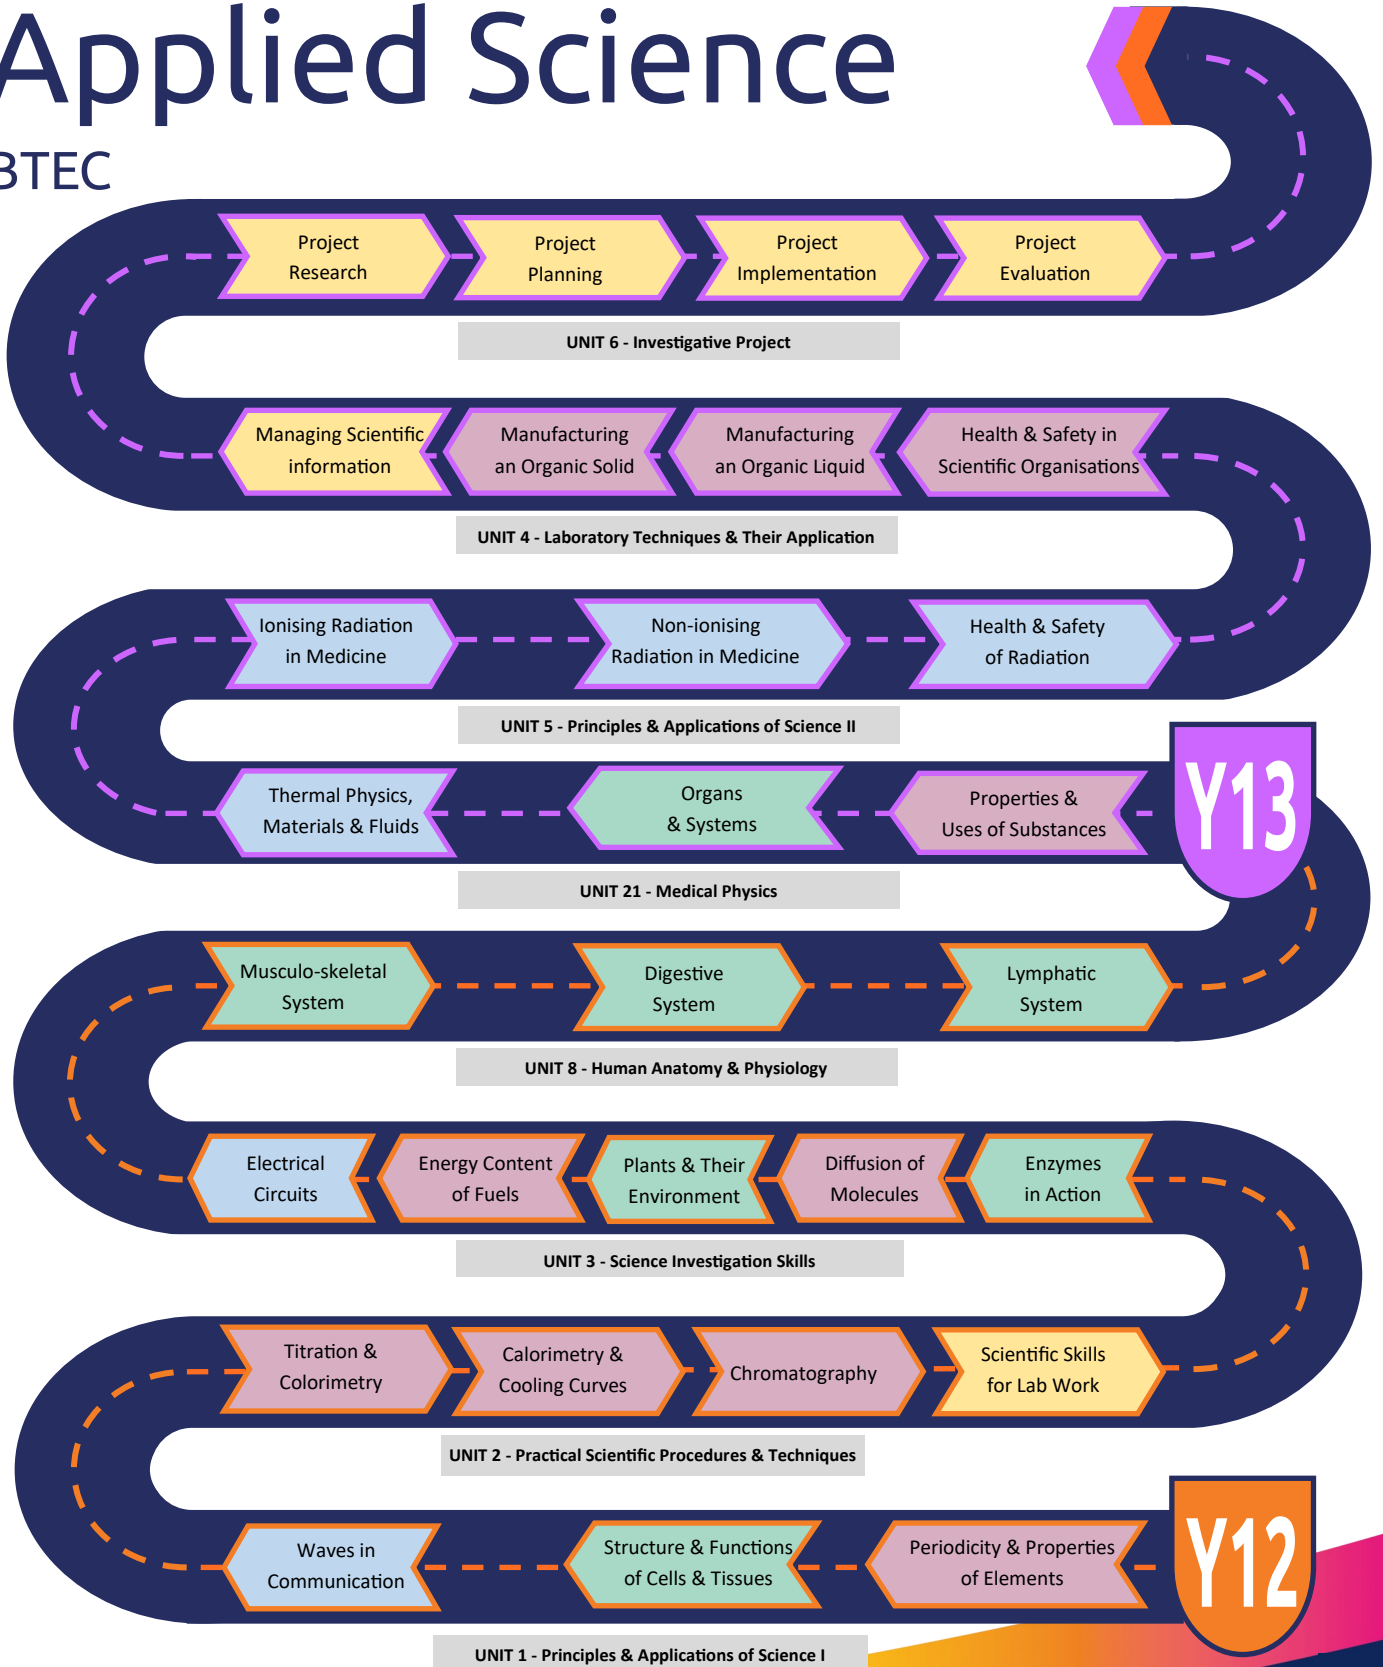 Applied Science
BTEC
Project
Research
Project
Planning
Project
Implementation
Project
Evaluation
UNIT 6 - Investigative Project
Managing Scientific
information
Manufacturing
an Organic Solid
Manufacturing
an Organic Liquid
Health & Safety in
Scientific Organisations
UNIT 4 - Laboratory Techniques & Their Application
Ionising Radiation
in Medicine
Non-ionising
Radiation in Medicine
Health & Safety
of Radiation
UNIT 5 - Principles & Applications of Science II
Thermal Physics,
Materials & Fluids
Organs
& Systems
Properties &
Uses of Substances
Y13
UNIT 21 - Medical Physics
Musculo-skeletal
System
Digestive
System
Lymphatic
System
UNIT 8 - Human Anatomy & Physiology
Electrical
Circuits
Energy Content
of Fuels
Plants & Their
Environment
Diffusion of
Molecules
Enzymes
in Action
UNIT 3 - Science Investigation Skills
Titration &
Colorimetry
Calorimetry &
Cooling Curves
Chromatography
Scientific Skills
for Lab Work
UNIT 2 - Practical Scientific Procedures & Techniques
Waves in
Communication
Structure & Functions
of Cells & Tissues
Periodicity & Properties
of Elements
Y12
UNIT 1 - Principles & Applications of Science I